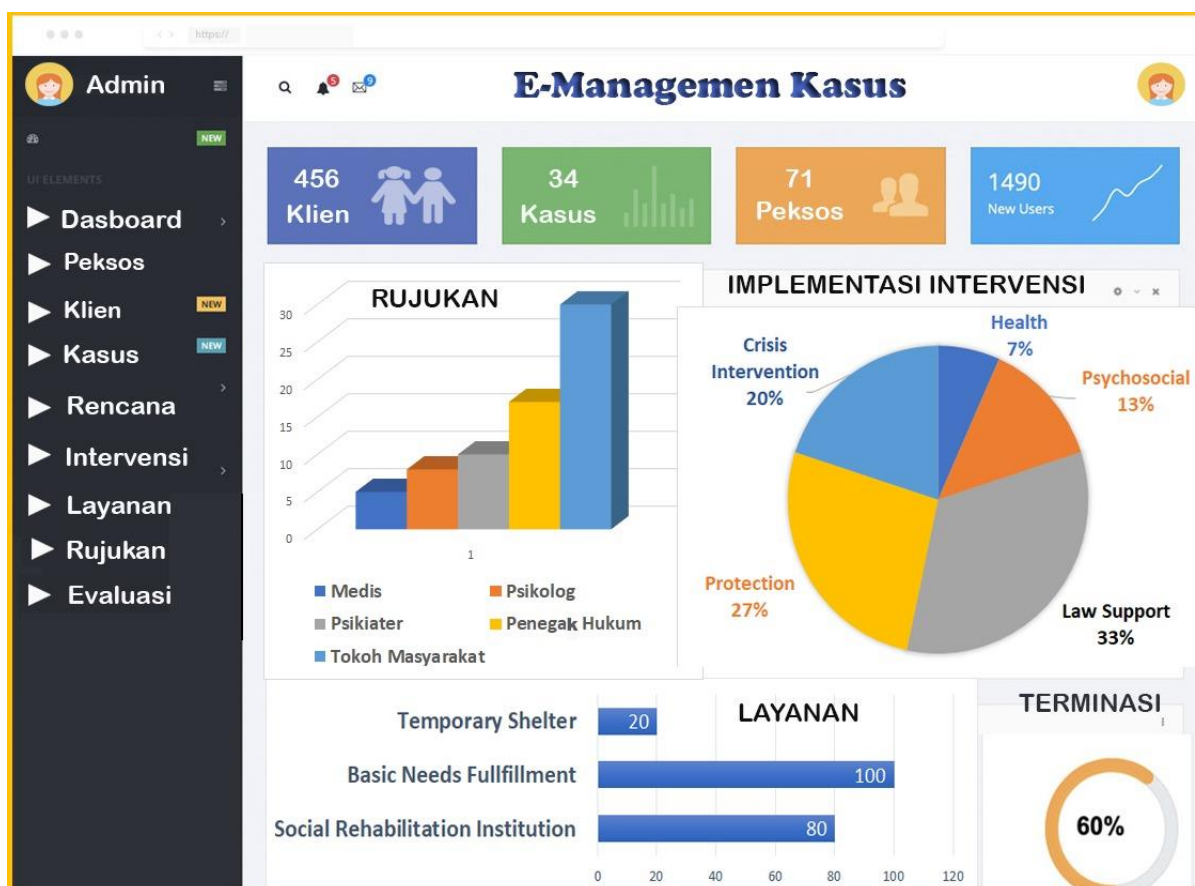 https://
Admin
5
9
E-Managemen Kasus
NEW
UI ELEMENTS
Dasboard
Peksos
Klien
NEW
Kasus
NEW
Rencana
Intervensi
Layanan
Rujukan
Evaluasi
456
Klien
34
Kasus
71
Peksos
1490
New Users
RUJUKAN
30
25
20
15
10
5
0
1
Medis
Psikolog
Psikiater
Penegak Hukum
Tokoh Masyarakat
IMPLEMENTASI INTERVENSI
Health
7%
Crisis
Intervention
20%
Psychosocial
13%
Protection
27%
Law Support
33%
LAYANAN
Temporary Shelter
20
Basic Needs Fullfillment
100
Social Rehabilitation Institution
80
0 20 40 60 80 100 120
TERMINASI
60%